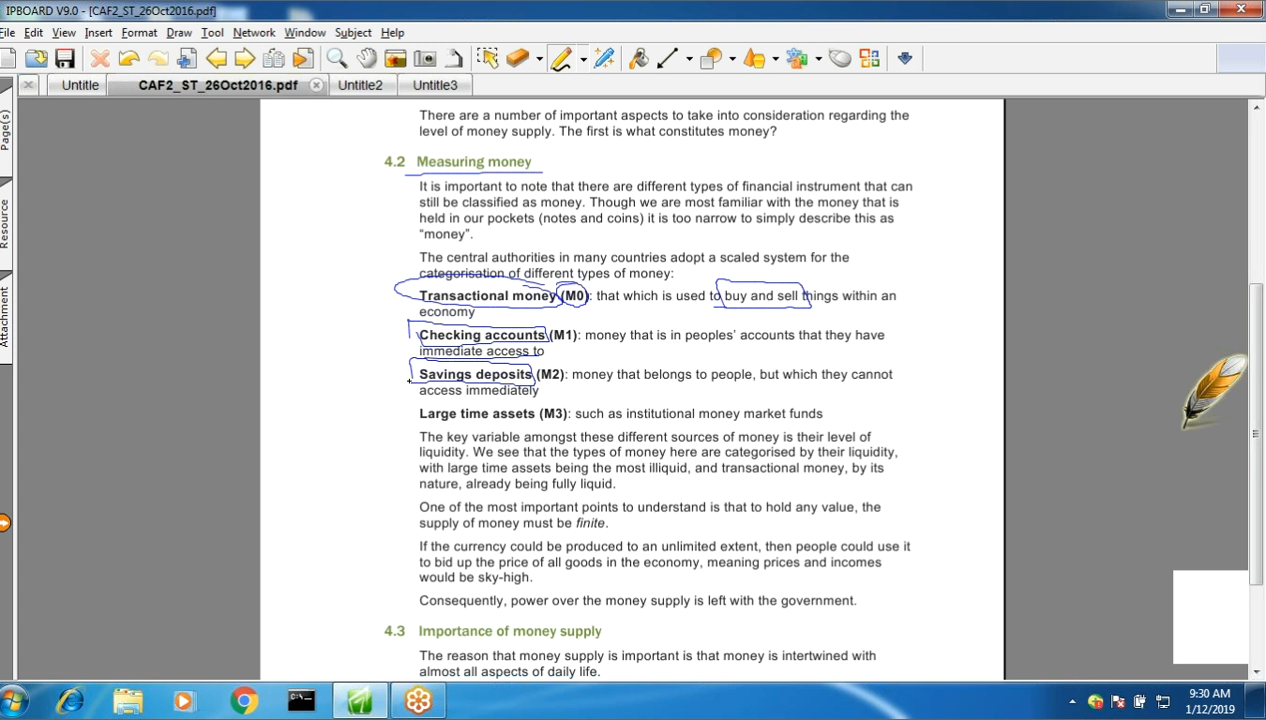 IPBOARD V9.0 - [CAF2_ST_26Oct2016.pdf]
File Edit View Insert Format Draw Tool Network Window Subject Help
Untitle CAF2_ST_26Oct2016.pdf Untitle2 Untitle3
Page(s)
Resource
Attachment
There are a number of important aspects to take into consideration regarding the
level of money supply. The first is what constitutes money?
4.2 Measuring money
It is important to note that there are different types of financial instrument that can
still be classified as money. Though we are most familiar with the money that is
held in our pockets (notes and coins) it is too narrow to simply describe this as
“money”.
The central authorities in many countries adopt a scaled system for the
categorisation of different types of money:
Transactional money (M0): that which is used to buy and sell things within an
economy
Checking accounts (M1): money that is in peoples’ accounts that they have
immediate access to
Savings deposits (M2): money that belongs to people, but which they cannot
access immediately
Large time assets (M3): such as institutional money market funds
The key variable amongst these different sources of money is their level of
liquidity. We see that the types of money here are categorised by their liquidity,
with large time assets being the most illiquid, and transactional money, by its
nature, already being fully liquid.
One of the most important points to understand is that to hold any value, the
supply of money must be finite.
If the currency could be produced to an unlimited extent, then people could use it
to bid up the price of all goods in the economy, meaning prices and incomes
would be sky-high.
Consequently, power over the money supply is left with the government.
4.3 Importance of money supply
The reason that money supply is important is that money is intertwined with
almost all aspects of daily life.
9:30 AM
1/12/2019